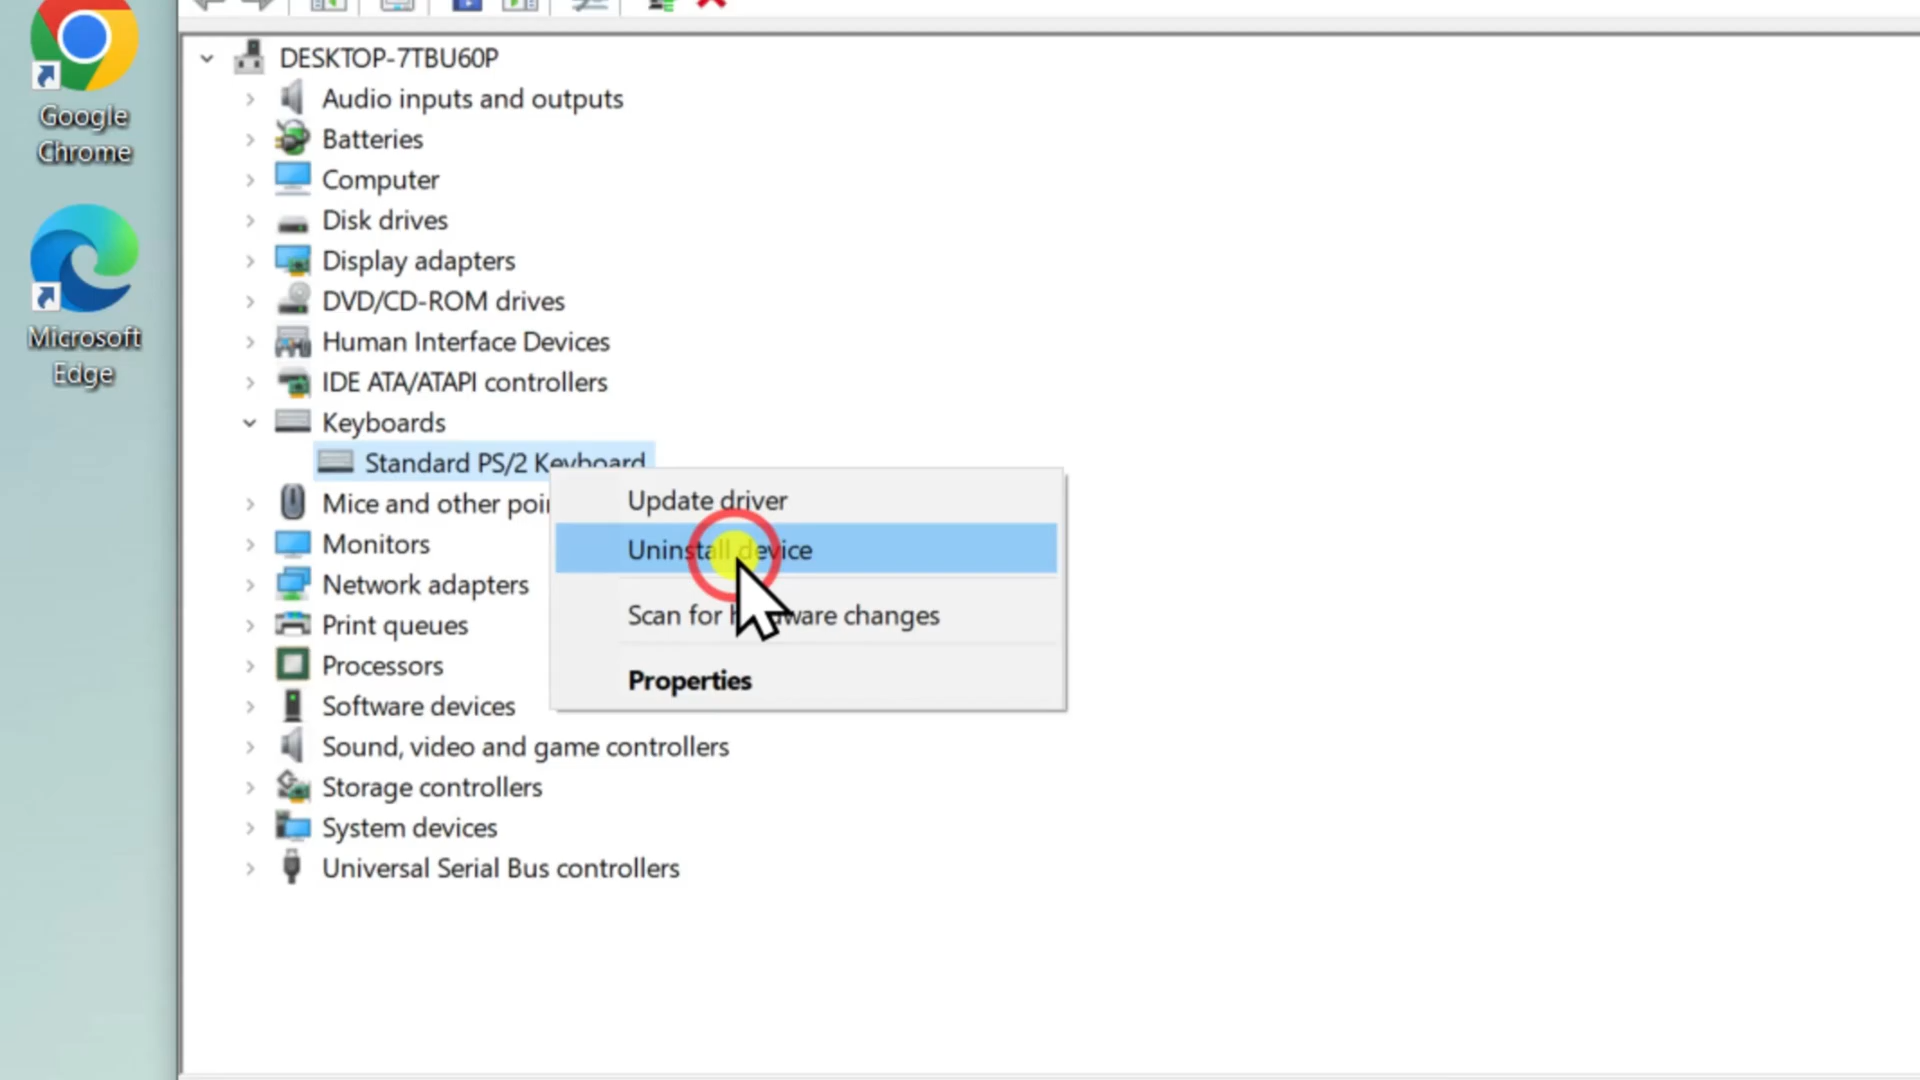 Google
Chrome
Microsoft
Edge
DESKTOP-7TBU60P
Audio inputs and outputs
Batteries
Computer
Disk drives
Display adapters
DVD/CD-ROM drives
Human Interface Devices
IDE ATA/ATAPI controllers
Keyboards
Standard PS/2 Keyboard
Mice and other poi
Monitors
Network adapters
Print queues
Processors
Software devices
Sound, video and game controllers
Storage controllers
System devices
Universal Serial Bus controllers
Update driver
Uninstall device
Scan for hardware changes
Properties